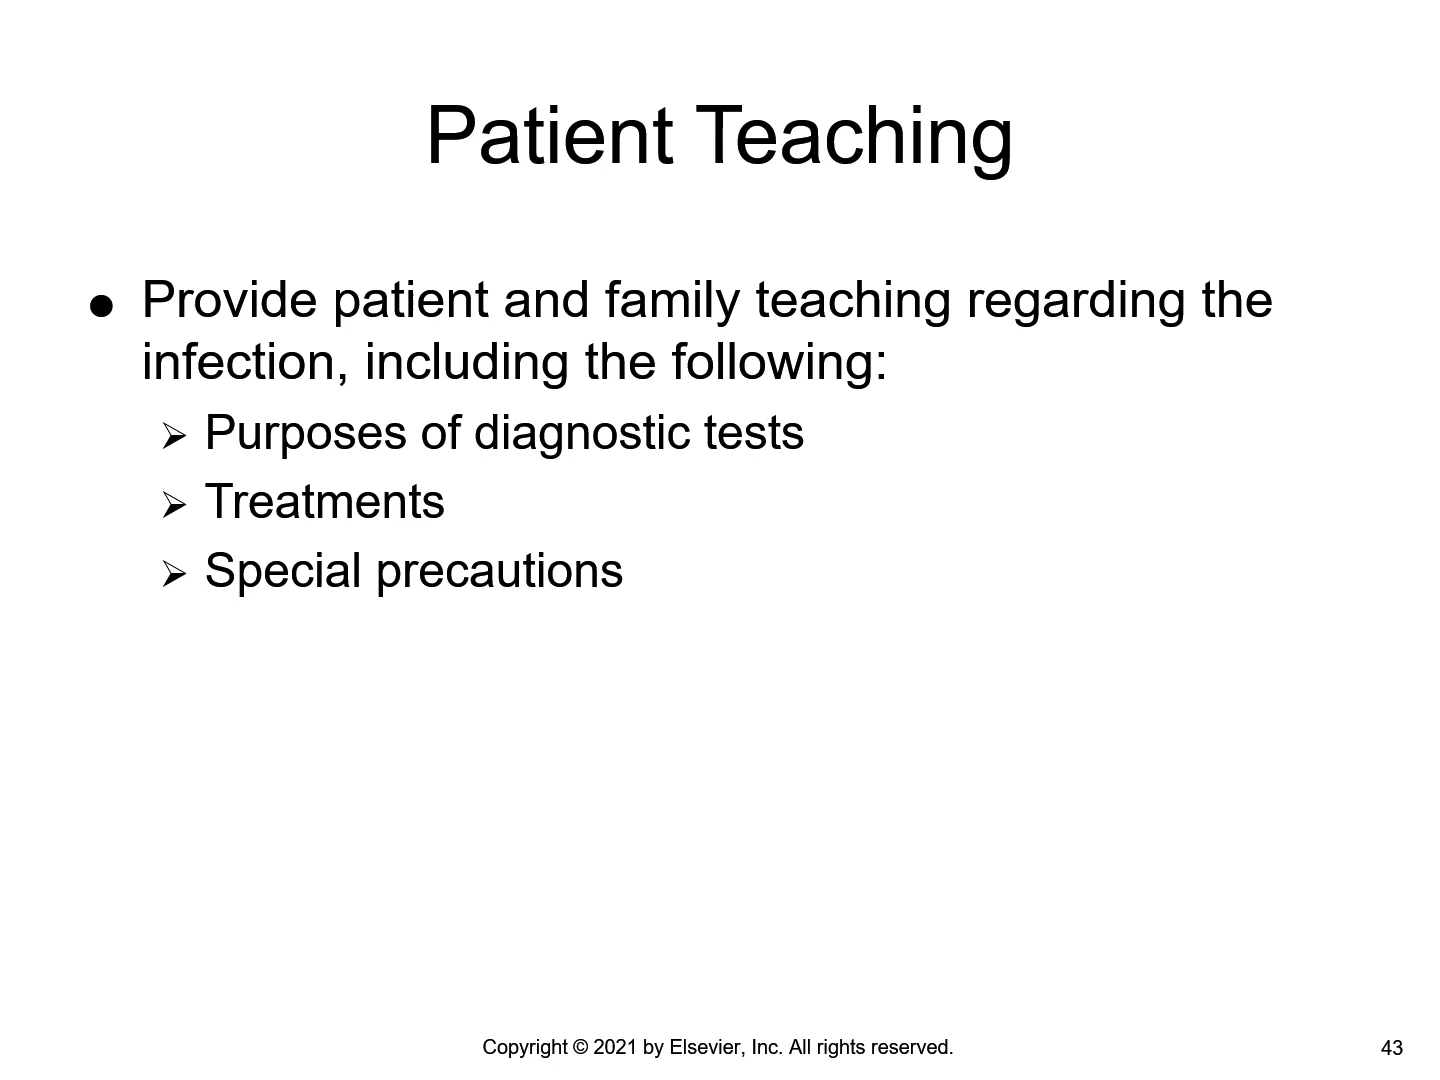 Patient Teaching
● Provide patient and family teaching regarding the
infection, including the following:
➢ Purposes of diagnostic tests
➢ Treatments
➢ Special precautions
Copyright © 2021 by Elsevier, Inc. All rights reserved.
43